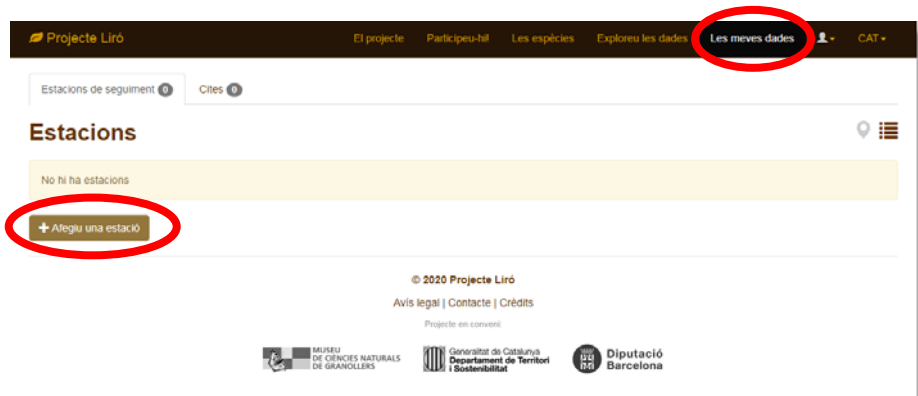 Projecte Liró El projecte Participeu-hi! Les espècies Exploreu les dades Les meves dades CAT
Estacions de seguiment 0 Cites 0
Estacions
No hi ha estacions
+ Afegiu una estació
© 2020 Projecte Liró
Avís legal | Contacte | Crèdits
Projecte en conveni:
MUSEU
DE CIÈNCIES NATURALS
DE GRANOLLERS
Generalitat de Catalunya
Departament
de Territori
i Sostenibilitat
Diputació
Barcelona